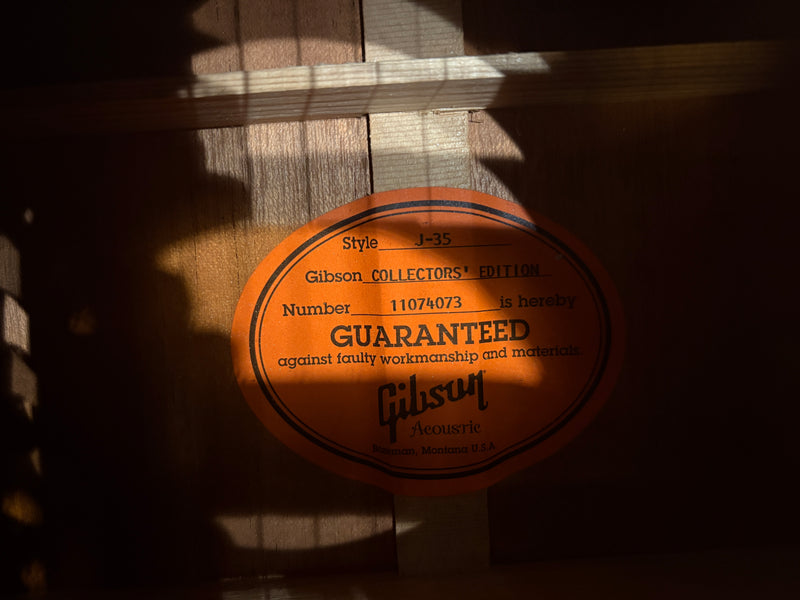 Style J-35
Gibson COLLECTORS' EDITION
Number 11074073 is hereby
GUARANTEED
against faulty workmanship and materials.
Gibson
Acoustic
Bozeman, Montana U.S.A